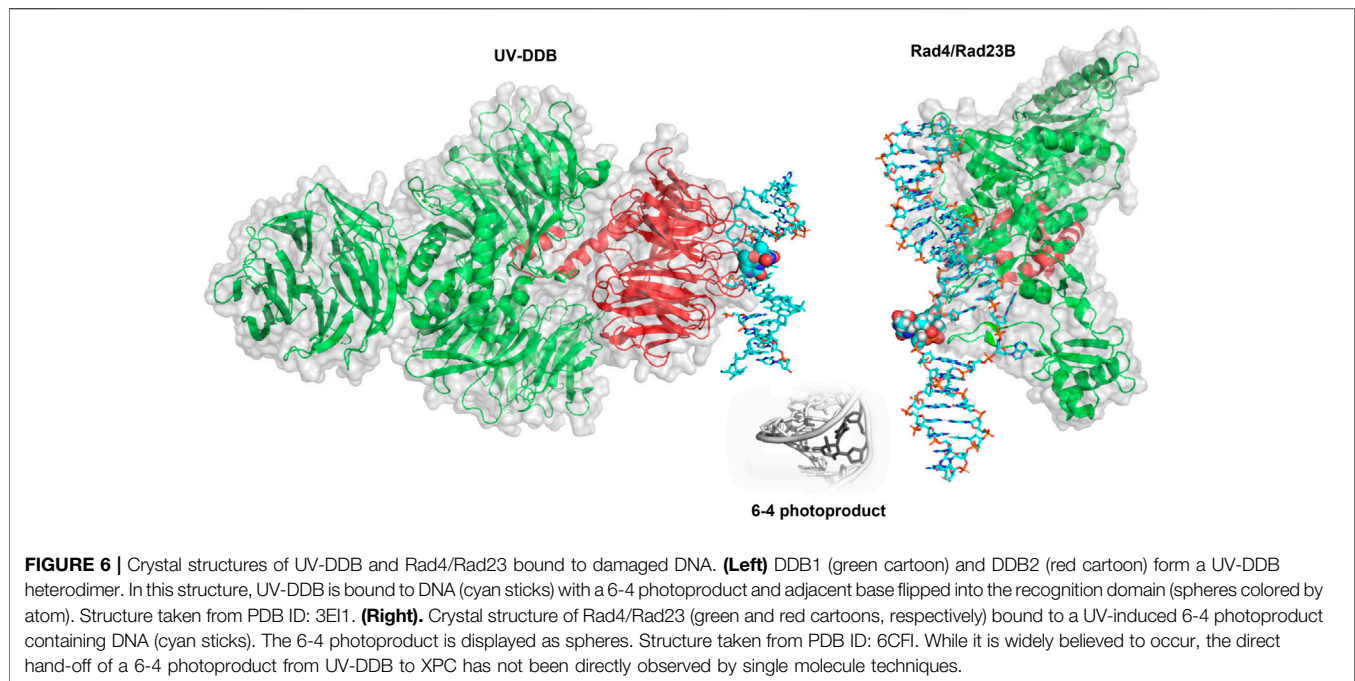 UV-DDB
Rad4/Rad23B
6-4 photoproduct
FIGURE 6 | Crystal structures of UV-DDB and Rad4/Rad23 bound to damaged DNA. (Left) DDB1 (green cartoon) and DDB2 (red cartoon) form a UV-DDB
heterodimer. In this structure, UV-DDB is bound to DNA (cyan sticks) with a 6-4 photoproduct and adjacent base flipped into the recognition domain (spheres colored by
atom). Structure taken from PDB ID: 3EI1. (Right). Crystal structure of Rad4/Rad23 (green and red cartoons, respectively) bound to a UV-induced 6-4 photoproduct
containing DNA (cyan sticks). The 6-4 photoproduct is displayed as spheres. Structure taken from PDB ID: 6CFI. While it is widely believed to occur, the direct
hand-off of a 6-4 photoproduct from UV-DDB to XPC has not been directly observed by single molecule techniques.